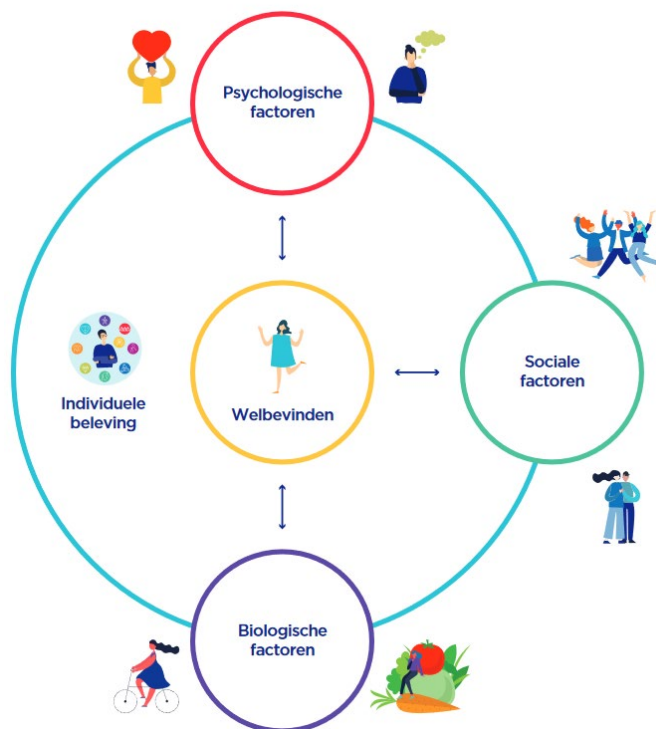 Psychologische
factoren
Individuele
beleving
Welbevinden
Sociale
factoren
Biologische
factoren